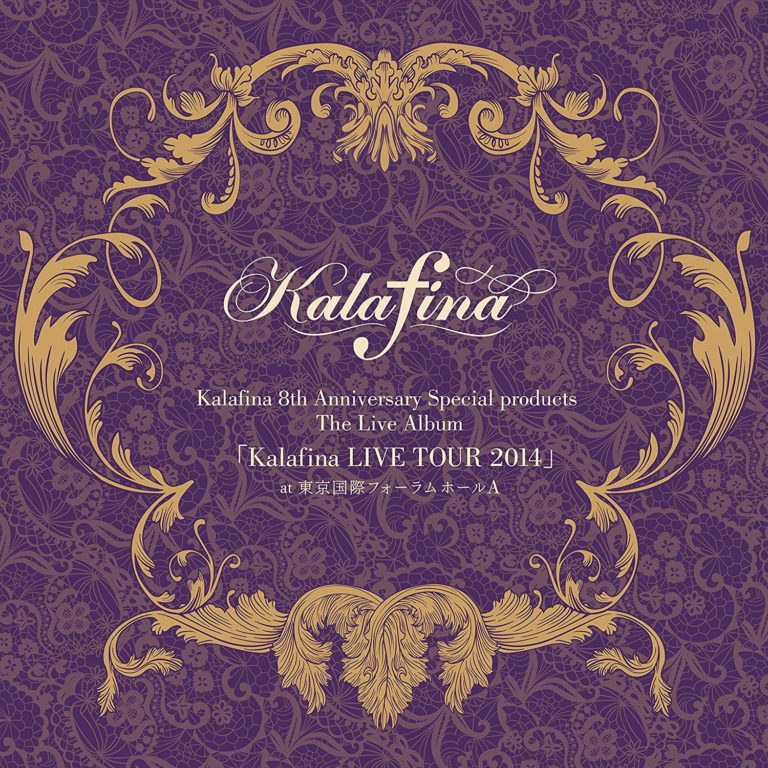 Kalafina
Kalafina 8th Anniversary Special products
The Live Album
「Kalafina LIVE TOUR 2014」
at 東京国際フォーラムホールA